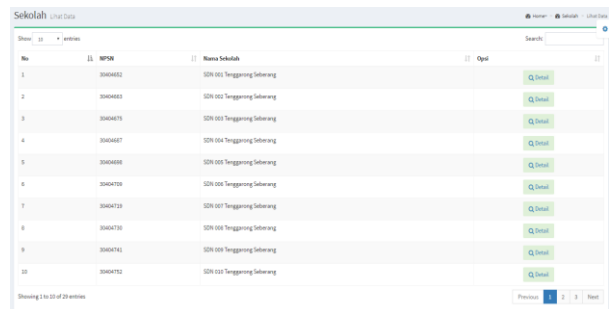 Sekolah Lihat Data
Home Sekolah Lihat Data
Show 10 entries
Search:
No NPSN Nama Sekolah Opsi
1 30404652 SDN 001 Tenggarong Seberang Detail
2 30404663 SDN 002 Tenggarong Seberang Detail
3 30404675 SDN 003 Tenggarong Seberang Detail
4 30404687 SDN 004 Tenggarong Seberang Detail
5 30404698 SDN 005 Tenggarong Seberang Detail
6 30404709 SDN 006 Tenggarong Seberang Detail
7 30404719 SDN 007 Tenggarong Seberang Detail
8 30404730 SDN 008 Tenggarong Seberang Detail
9 30404741 SDN 009 Tenggarong Seberang Detail
10 30404752 SDN 010 Tenggarong Seberang Detail
Showing 1 to 10 of 29 entries
Previous 1 2 3 Next